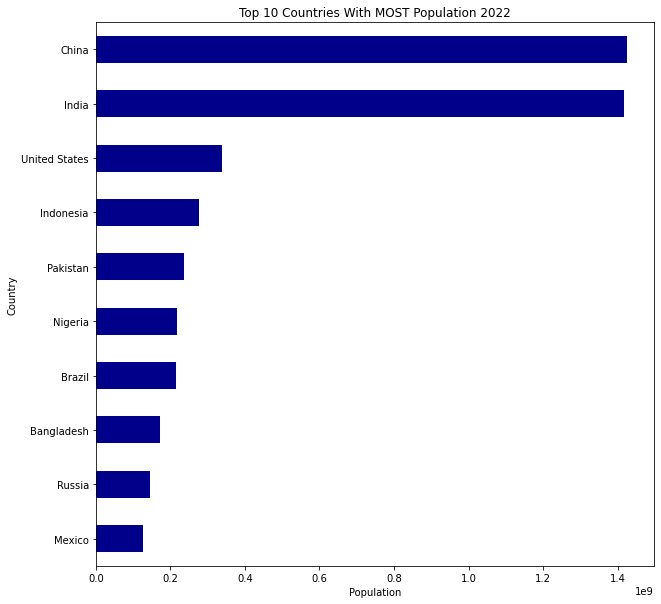 Top 10 Countries With MOST Population 2022
China
India
United States
Indonesia
Pakistan
Nigeria
Brazil
Bangladesh
Russia
Mexico
Country
0.0 0.2 0.4 0.6 0.8 1.0 1.2 1.4
1e9
Population